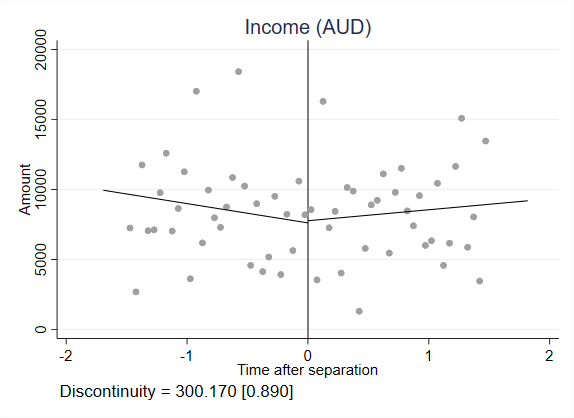 Income (AUD)
20000
15000
10000
5000
0
Amount
-2 -1 0 1 2
Time after separation
Discontinuity = 300.170 [0.890]